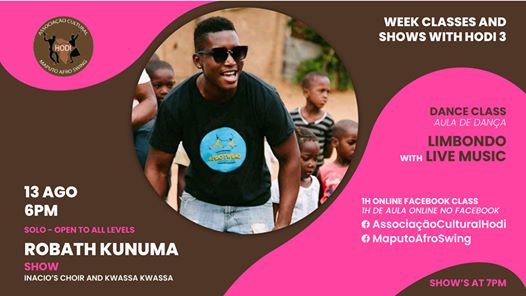 ASSOCIAÇÃO CULTURAL
HODI
MAPUTO AFRO SWING
WEEK CLASSES AND
SHOWS WITH HODI 3
DANCE CLASS
AULA DE DANÇA
LIMBONDO
WITH LIVE MUSIC
13 AGO
6PM
SOLO - OPEN TO ALL LEVELS
ROBATH KUNUMA
SHOW
INACIO'S CHOIR AND KWASSA KWASSA
1H ONLINE FACEBOOK CLASS
1H DE AULA ONLINE NO FACEBOOK
AssociaçãoCulturalHodi
MaputoAfroSwing
SHOW'S AT 7PM